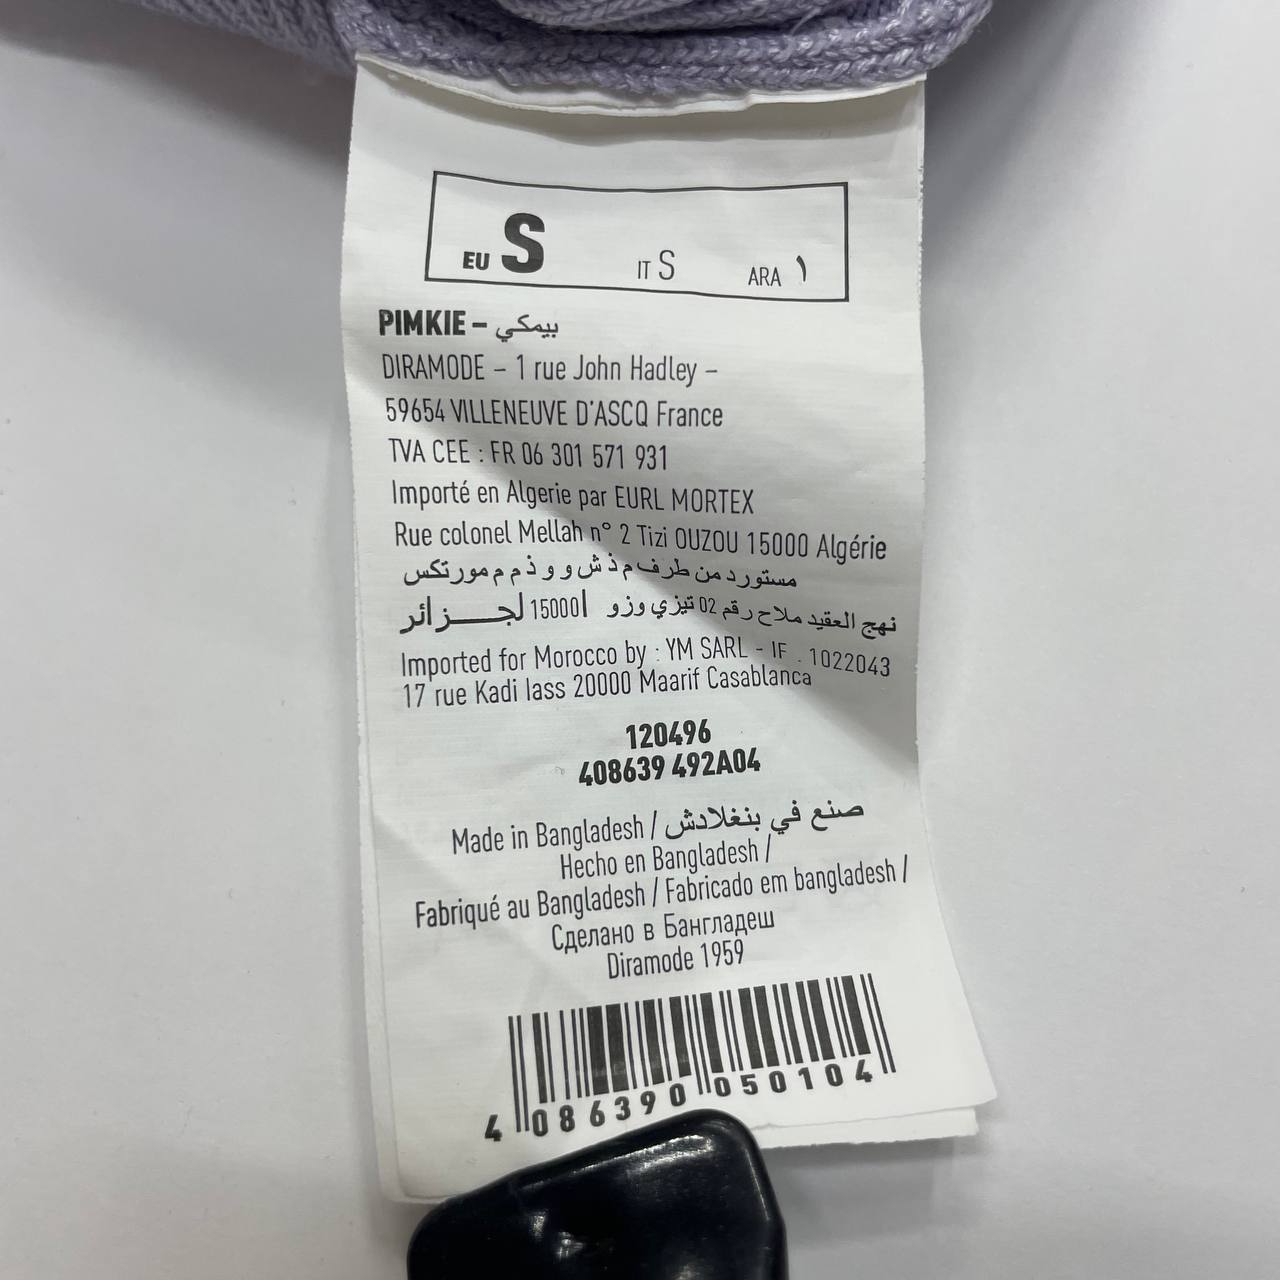 EU S IT S ARA ١
PIMKIE – بيمكي
DIRAMODE – 1 rue John Hadley –
59654 VILLENEUVE D'ASCQ France
TVA CEE : FR 06 301 571 931
Importé en Algerie par EURL MORTEX
Rue colonel Mellah n° 2 Tizi OUZOU 15000 Algérie
مستورد من طرف م ذ ش و و ذ م م مورتكس
نهج العقيد ملاح رقم 02 تيزي وزو 15000 الجـــزائر
Imported for Morocco by : YM SARL - IF . 1022043
17 rue Kadi Iass 20000 Maarif Casablanca
120496
408639 492A04
Made in Bangladesh / صنع في بنغلادش
Hecho en Bangladesh /
Fabriqué au Bangladesh / Fabricado em bangladesh /
Сделано в Бангладеш
Diramode 1959
4 086390 050104